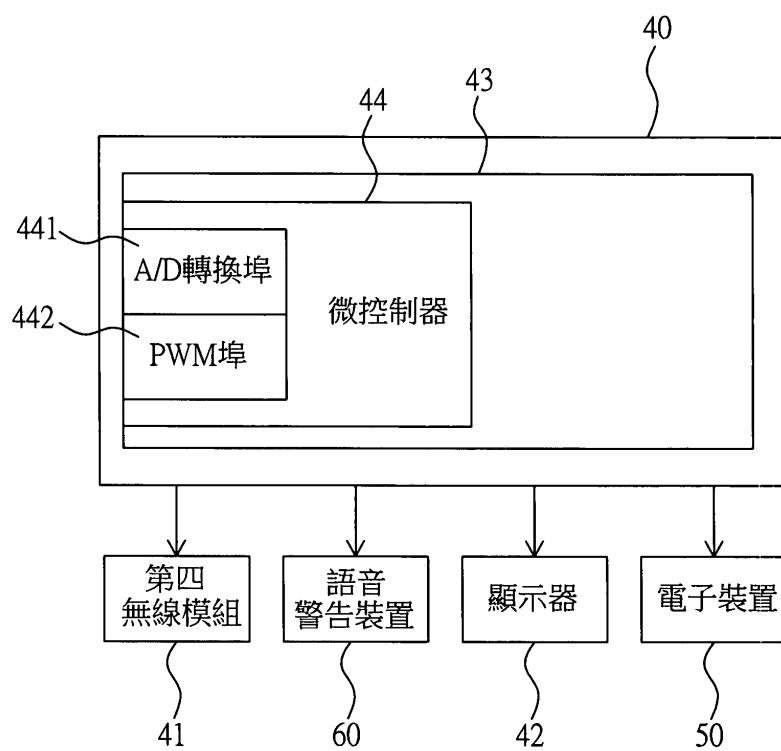 40
43
44
441
A/D轉換埠
微控制器
442
PWM埠
第四
無線模組
語音
警告裝置
顯示器
電子裝置
41
60
42
50